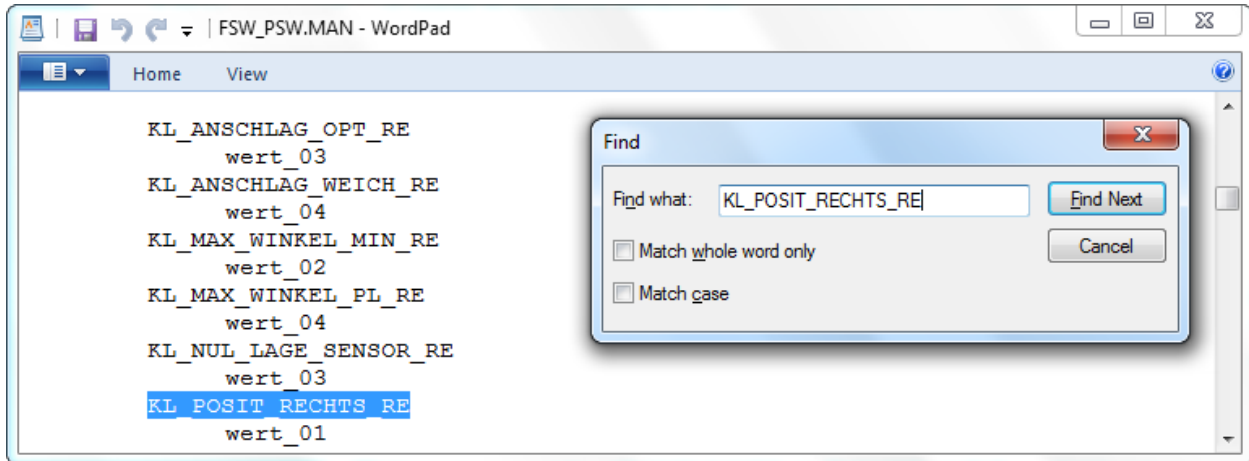 FSW_PSW.MAN - WordPad
Home View
KL_ANSCHLAG_OPT_RE
wert_03
KL_ANSCHLAG_WEICH_RE
wert_04
KL_MAX_WINKEL_MIN_RE
wert_02
KL_MAX_WINKEL_PL_RE
wert_04
KL_NUL_LAGE_SENSOR_RE
wert_03
KL_POSIT_RECHTS_RE
wert_01
Find
Find what: KL_POSIT_RECHTS_RE Find Next
Match whole word only Cancel
Match case